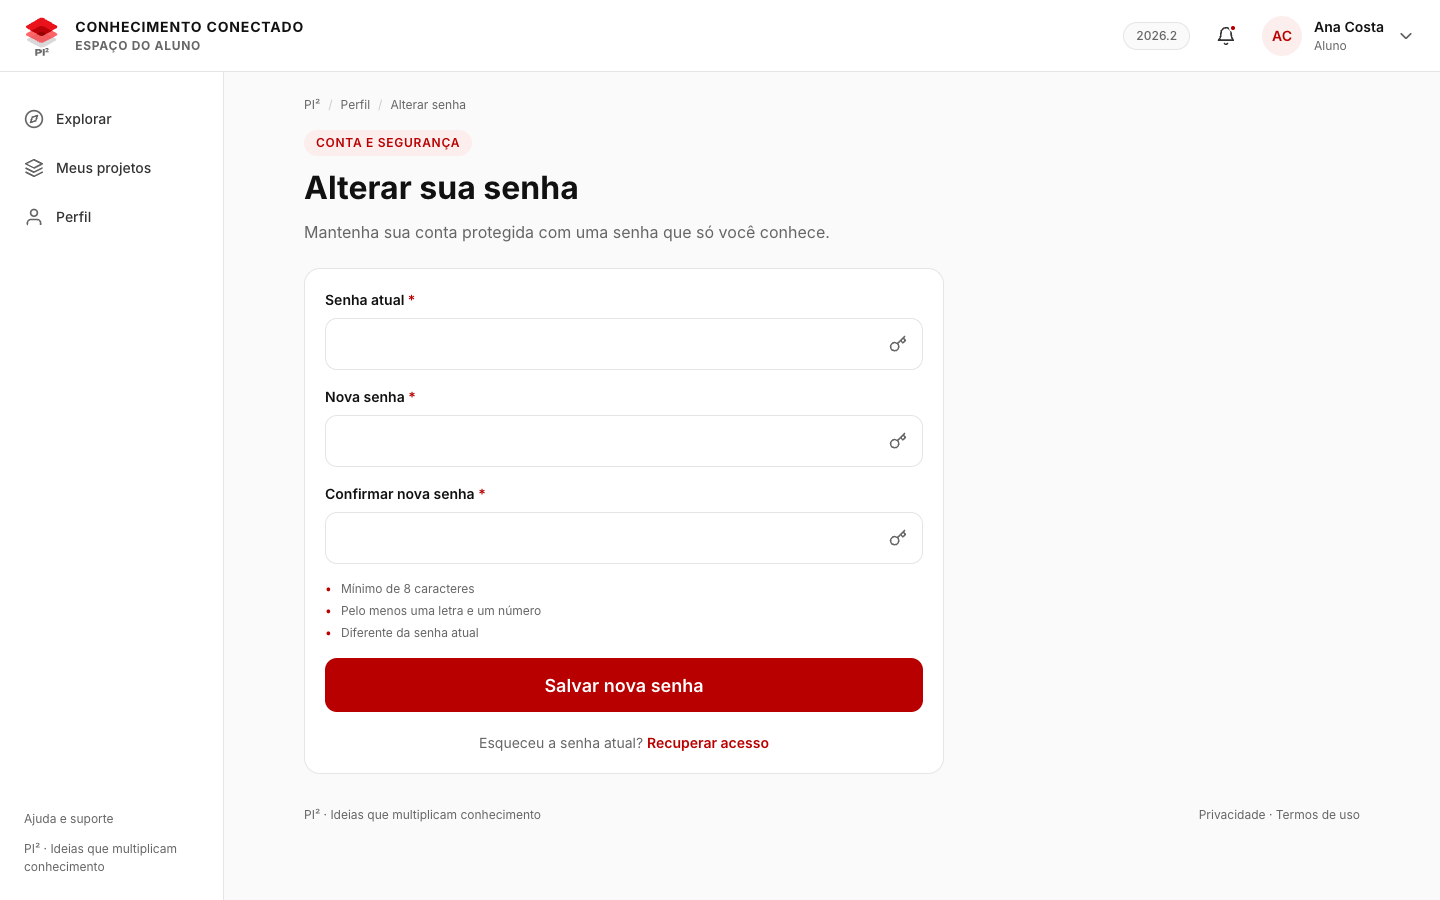 CONHECIMENTO CONECTADO
ESPAÇO DO ALUNO
PI²
2026.2
AC
Ana Costa
Aluno
Explorar
Meus projetos
Perfil
PI² / Perfil / Alterar senha
CONTA E SEGURANÇA
Alterar sua senha
Mantenha sua conta protegida com uma senha que só você conhece.
Senha atual *
Nova senha *
Confirmar nova senha *
• Mínimo de 8 caracteres
• Pelo menos uma letra e um número
• Diferente da senha atual
Salvar nova senha
Esqueceu a senha atual? Recuperar acesso
PI² · Ideias que multiplicam conhecimento
Privacidade · Termos de uso
Ajuda e suporte
PI² · Ideias que multiplicam
conhecimento